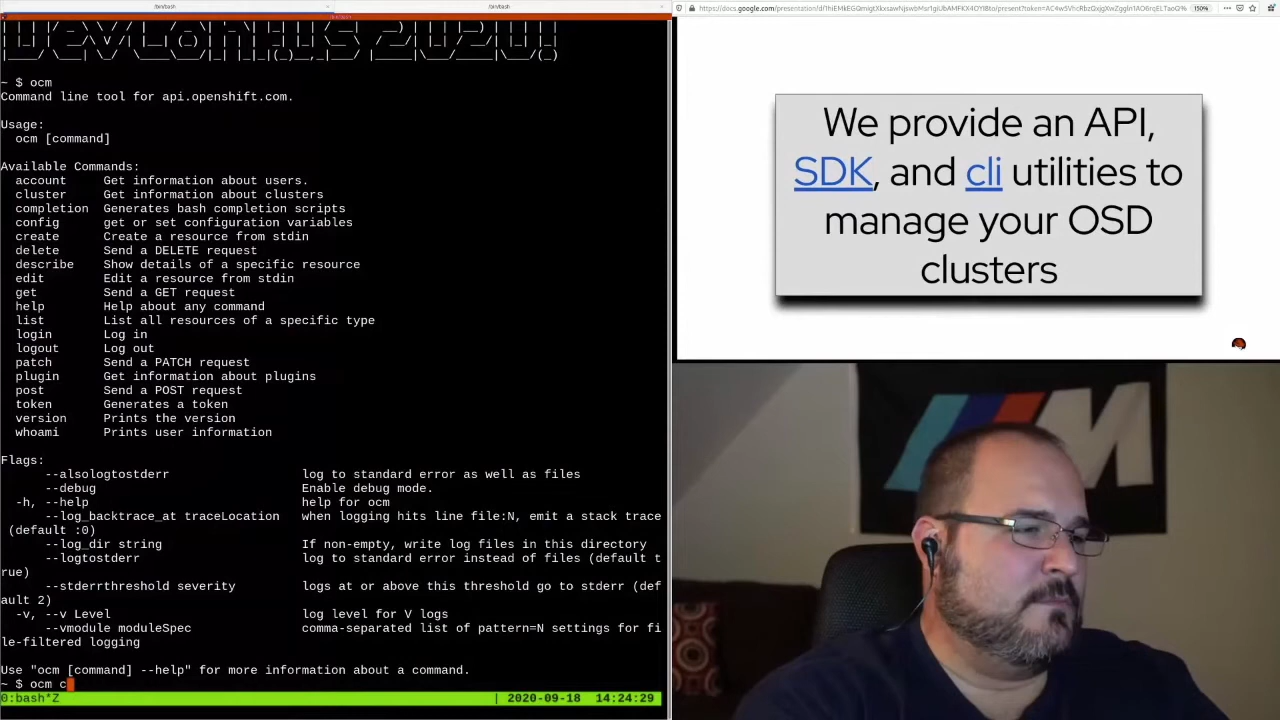 /bin/bash
/bin/bash
DevConf.US 2020!
~ $ ocm
Command line tool for api.openshift.com.
Usage:
ocm [command]
Available Commands:
account Get information about users.
cluster Get information about clusters
completion Generates bash completion scripts
config get or set configuration variables
create Create a resource from stdin
delete Send a DELETE request
describe Show details of a specific resource
edit Edit a resource from stdin
get Send a GET request
help Help about any command
list List all resources of a specific type
login Log in
logout Log out
patch Send a PATCH request
plugin Get information about plugins
post Send a POST request
token Generates a token
version Prints the version
whoami Prints user information
Flags:
--alsologtostderr log to standard error as well as files
--debug Enable debug mode.
-h, --help help for ocm
--log_backtrace_at traceLocation when logging hits line file:N, emit a stack trace
(default :0)
--log_dir string If non-empty, write log files in this directory
--logtostderr log to standard error instead of files (default t
rue)
--stderrthreshold severity logs at or above this threshold go to stderr (def
ault 2)
-v, --v Level log level for V logs
--vmodule moduleSpec comma-separated list of pattern=N settings for fi
le-filtered logging
Use "ocm [command] --help" for more information about a command.
~ $ ocm c
0:bash*Z | 2020-09-18 14:24:29
150%
We provide an API,
SDK, and cli utilities to
manage your OSD
clusters
M